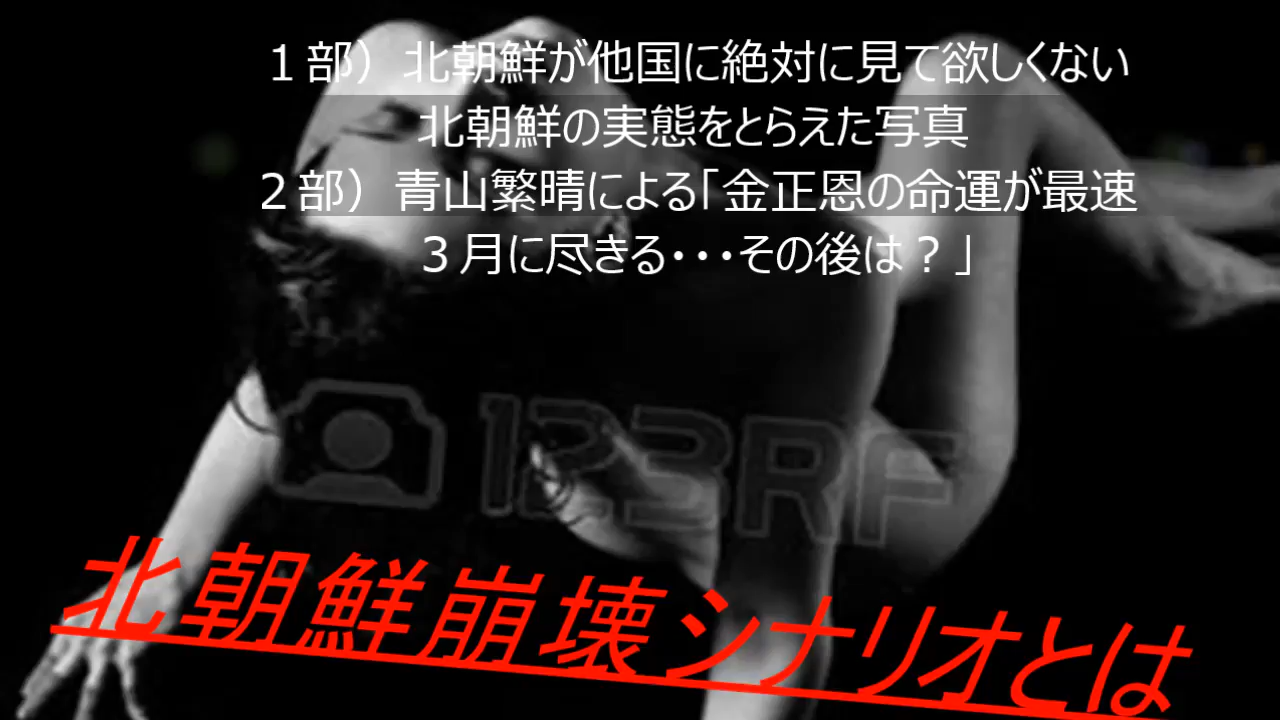 １部）北朝鮮が他国に絶対に見て欲しくない
北朝鮮の実態をとらえた写真
２部）青山繁晴による「金正恩の命運が最速
３月に尽きる・・・その後は？」
123RF
北朝鮮崩壊シナリオとは